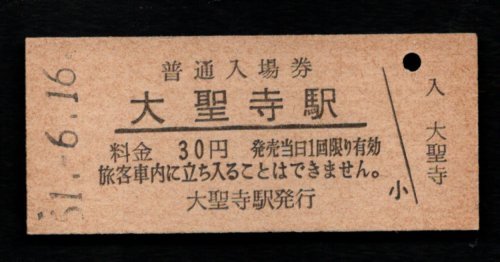 51.-6.16
普通入場券
大聖寺駅
料金 30円 発売当日1回限り有効
旅客車内に立ち入ることはできません。
大聖寺駅発行
小
入 大聖寺